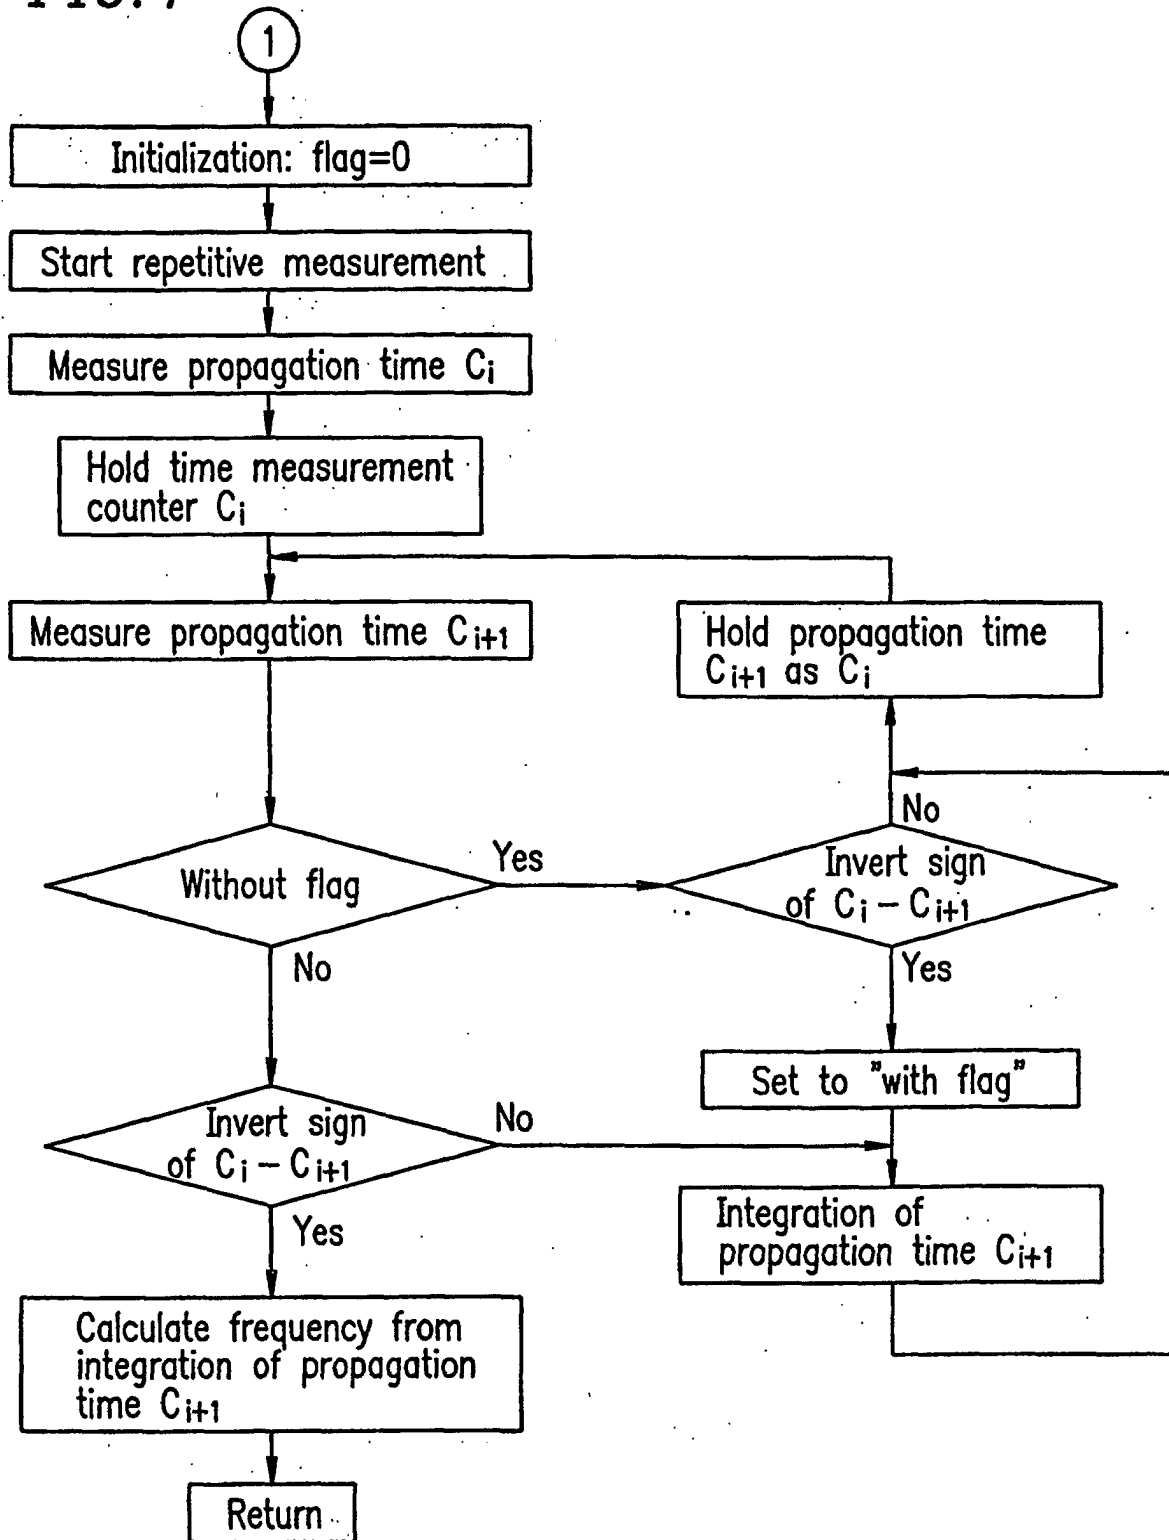 FIG. 7
1
Initialization: flag=0
Start repetitive measurement
Measure propagation time Ci
Hold time measurement
counter Ci
Measure propagation time Ci+1
Hold propagation time
Ci+1 as Ci
Without flag
Yes
No
Invert sign
of Ci – Ci+1
No
Yes
Set to "with flag"
Invert sign
of Ci – Ci+1
No
Yes
Integration of
propagation time Ci+1
Calculate frequency from
integration of propagation
time Ci+1
Return